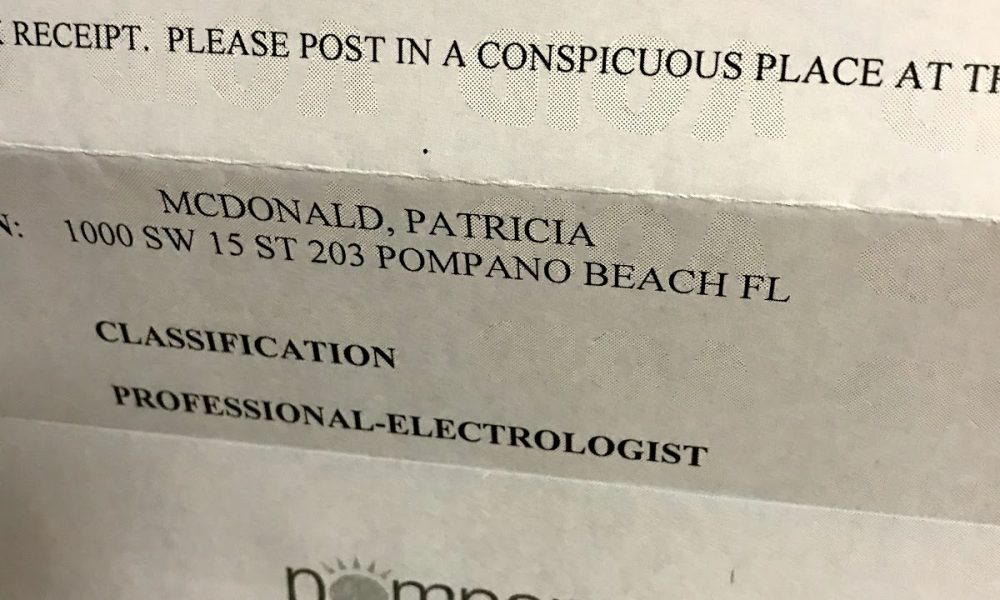 RECEIPT. PLEASE POST IN A CONSPICUOUS PLACE AT
MCDONALD, PATRICIA
N: 1000 SW 15 ST 203 POMPANO BEACH FL
CLASSIFICATION
PROFESSIONAL-ELECTROLOGIST